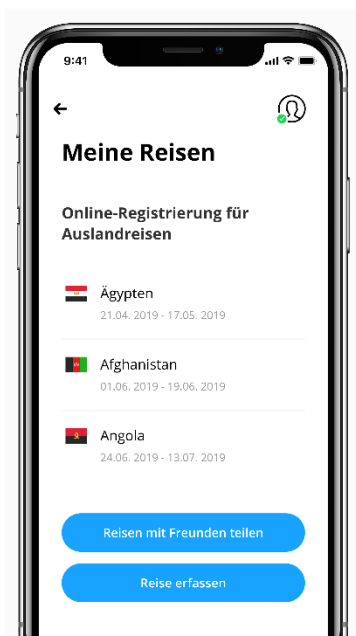 9:41
Meine Reisen
Online-Registrierung für
Auslandreisen
Ägypten
21.04. 2019 - 17.05. 2019
Afghanistan
01.06. 2019 - 19.06. 2019
Angola
24.06. 2019 - 13.07. 2019
Reisen mit Freunden teilen
Reise erfassen